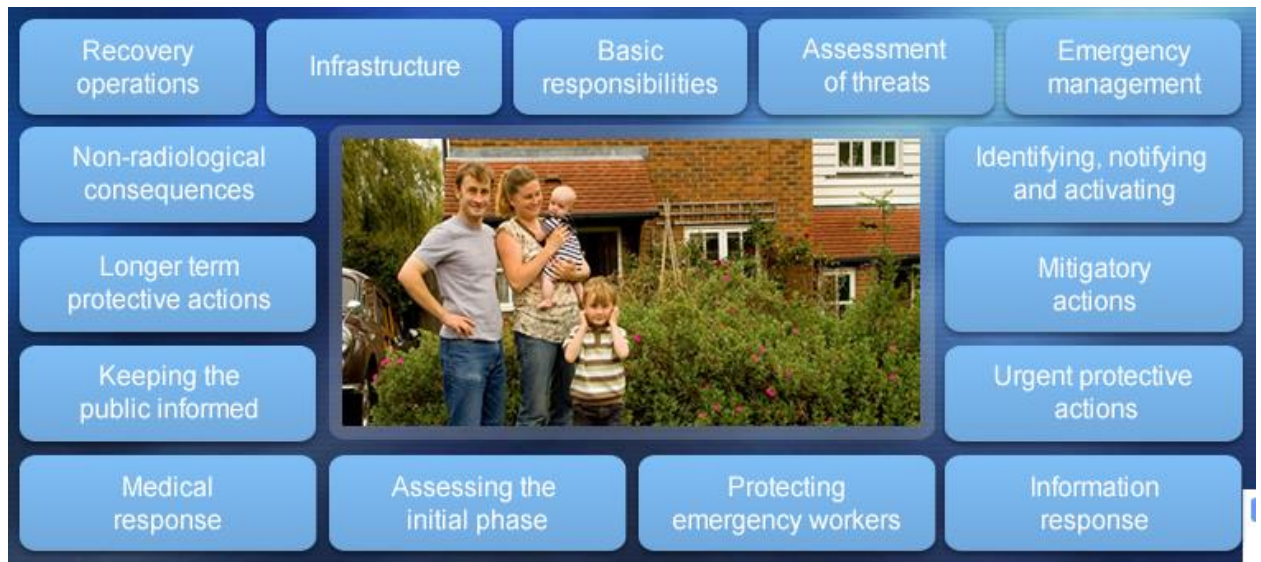 Recovery
operations
Infrastructure
Basic
responsibilities
Assessment
of threats
Emergency
management
Non-radiological
consequences
Identifying, notifying
and activating
Longer term
protective actions
Mitigatory
actions
Keeping the
public informed
Urgent protective
actions
Medical
response
Assessing the
initial phase
Protecting
emergency workers
Information
response